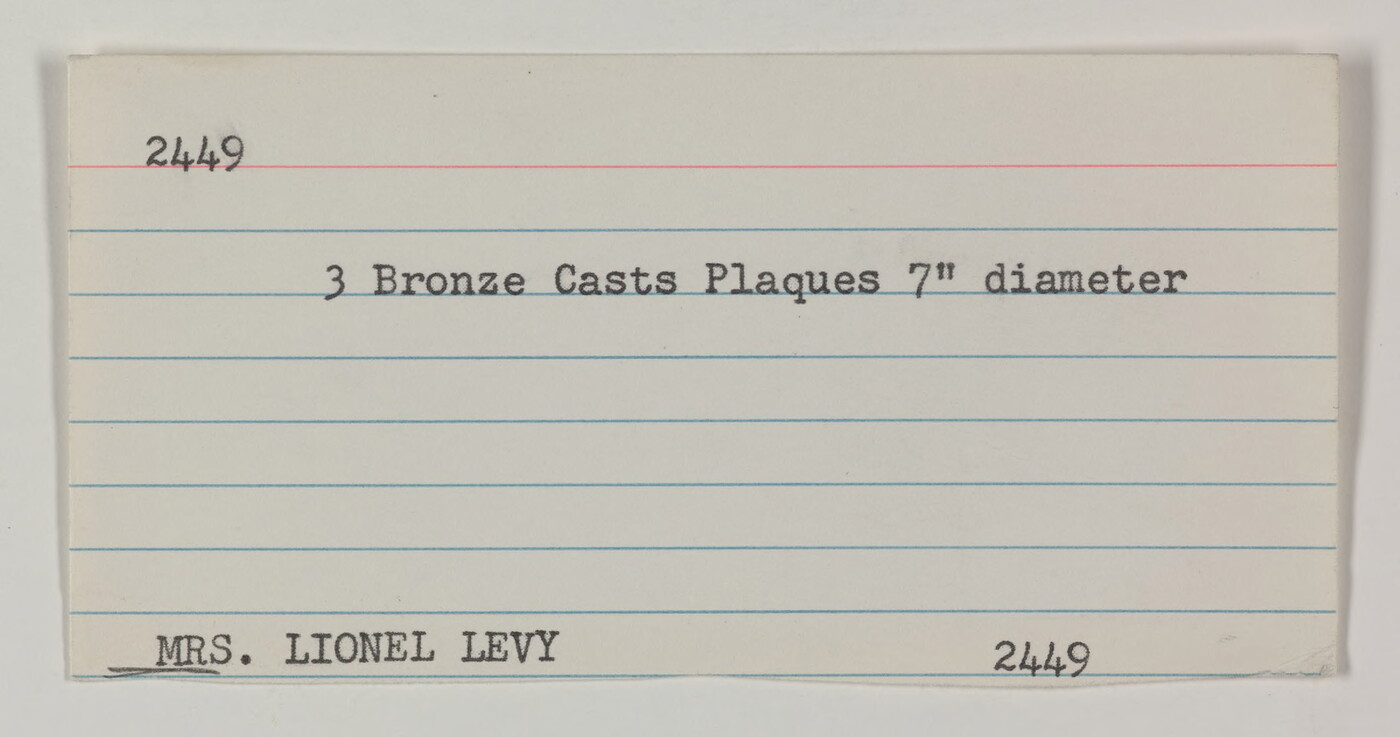 2449
3 Bronze Casts Plaques 7" diameter
MRS. LIONEL LEVY 2449